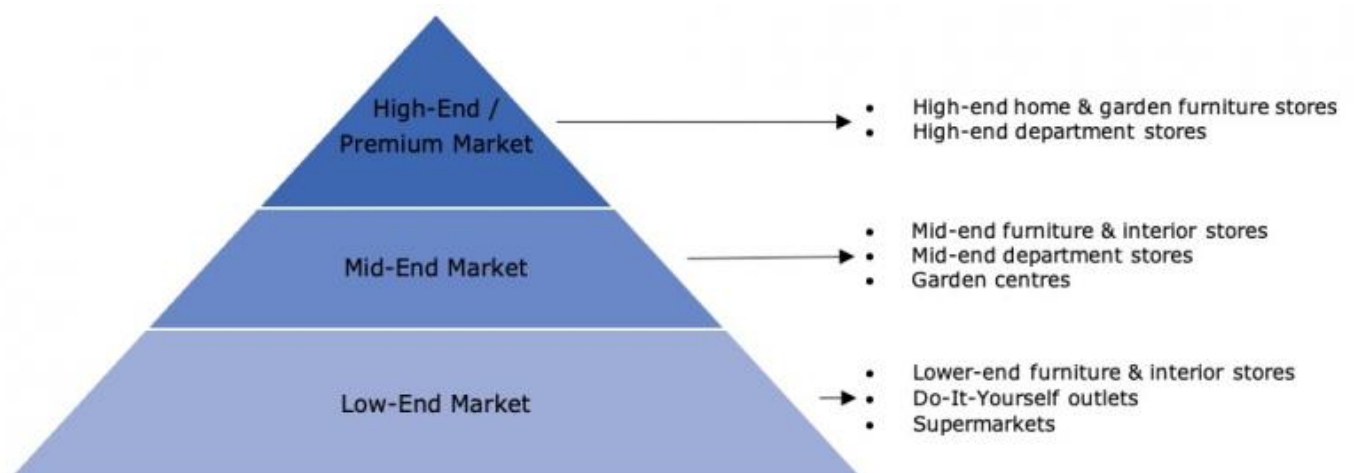 High-End /
Premium Market
• High-end home & garden furniture stores
• High-end department stores
Mid-End Market
• Mid-end furniture & interior stores
• Mid-end department stores
• Garden centres
Low-End Market
• Lower-end furniture & interior stores
• Do-It-Yourself outlets
• Supermarkets